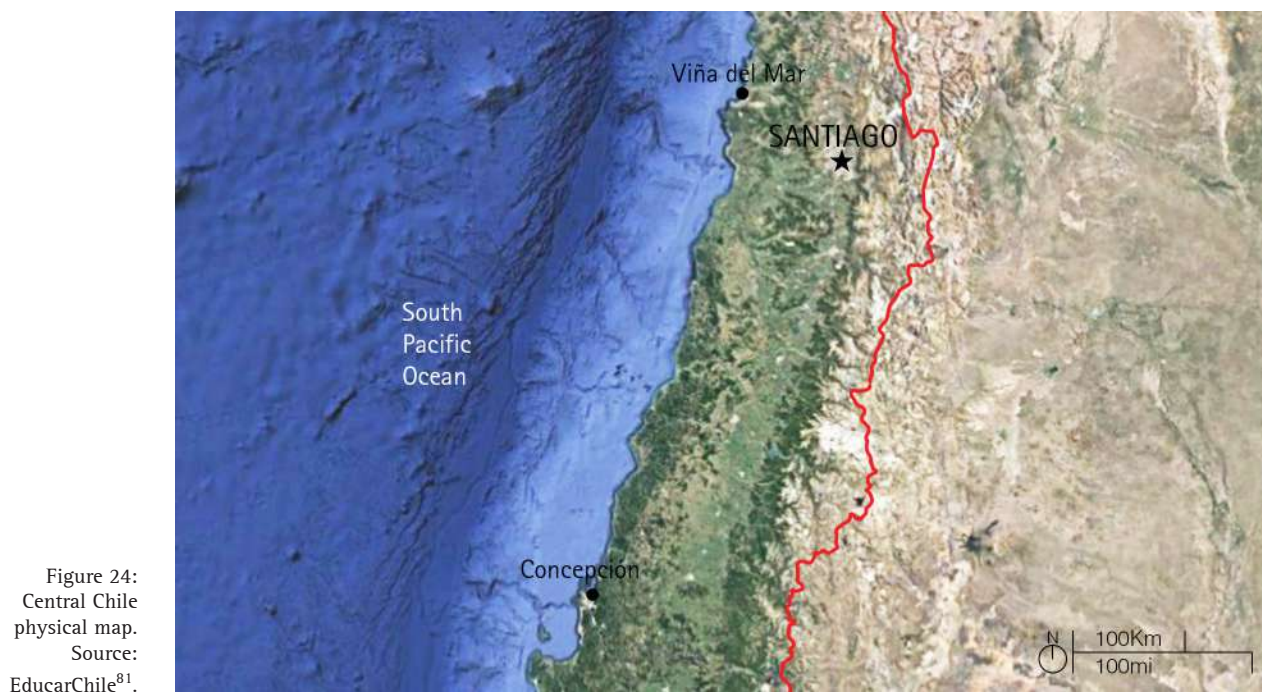 Viña del Mar
SANTIAGO
South
Pacific
Ocean
Concepción
N
100Km
100mi
Figure 24:
Central Chile
physical map.
Source:
EducarChile81.